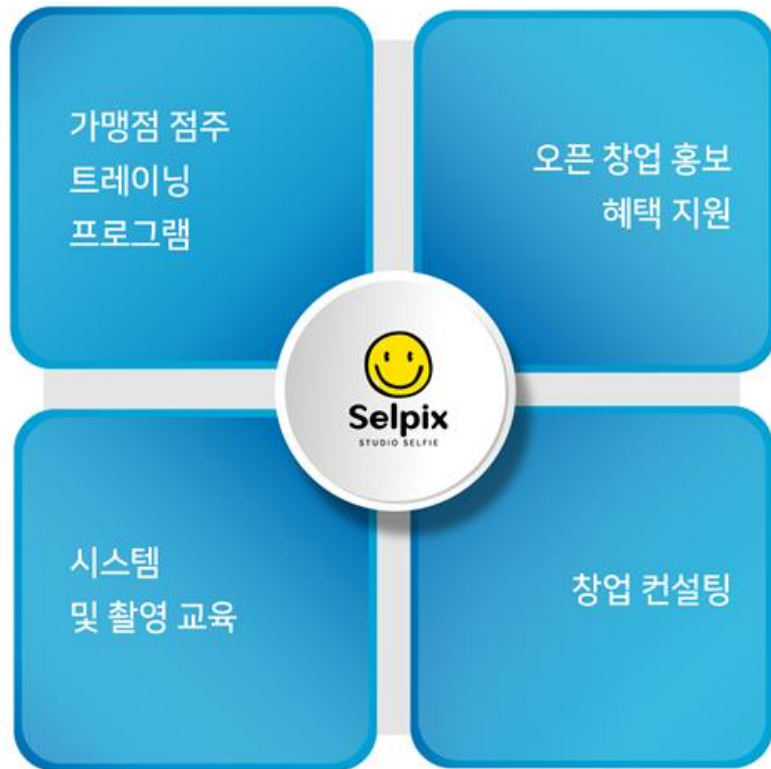 가맹점 점주
트레이닝
프로그램
오픈 창업 홍보
혜택 지원
Selpix
STUDIO SELFIE
시스템
및 촬영 교육
창업 컨설팅